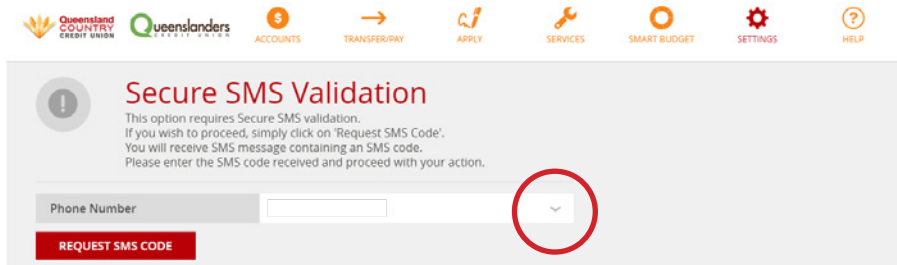 Queensland
COUNTRY
CREDIT UNION
Queenslanders
CREDIT UNION
ACCOUNTS
TRANSFER/PAY
APPLY
SERVICES
SMART BUDGET
SETTINGS
HELP
Secure SMS Validation
This option requires Secure SMS validation.
If you wish to proceed, simply click on 'Request SMS Code'.
You will receive SMS message containing an SMS code.
Please enter the SMS code received and proceed with your action.
Phone Number
REQUEST SMS CODE